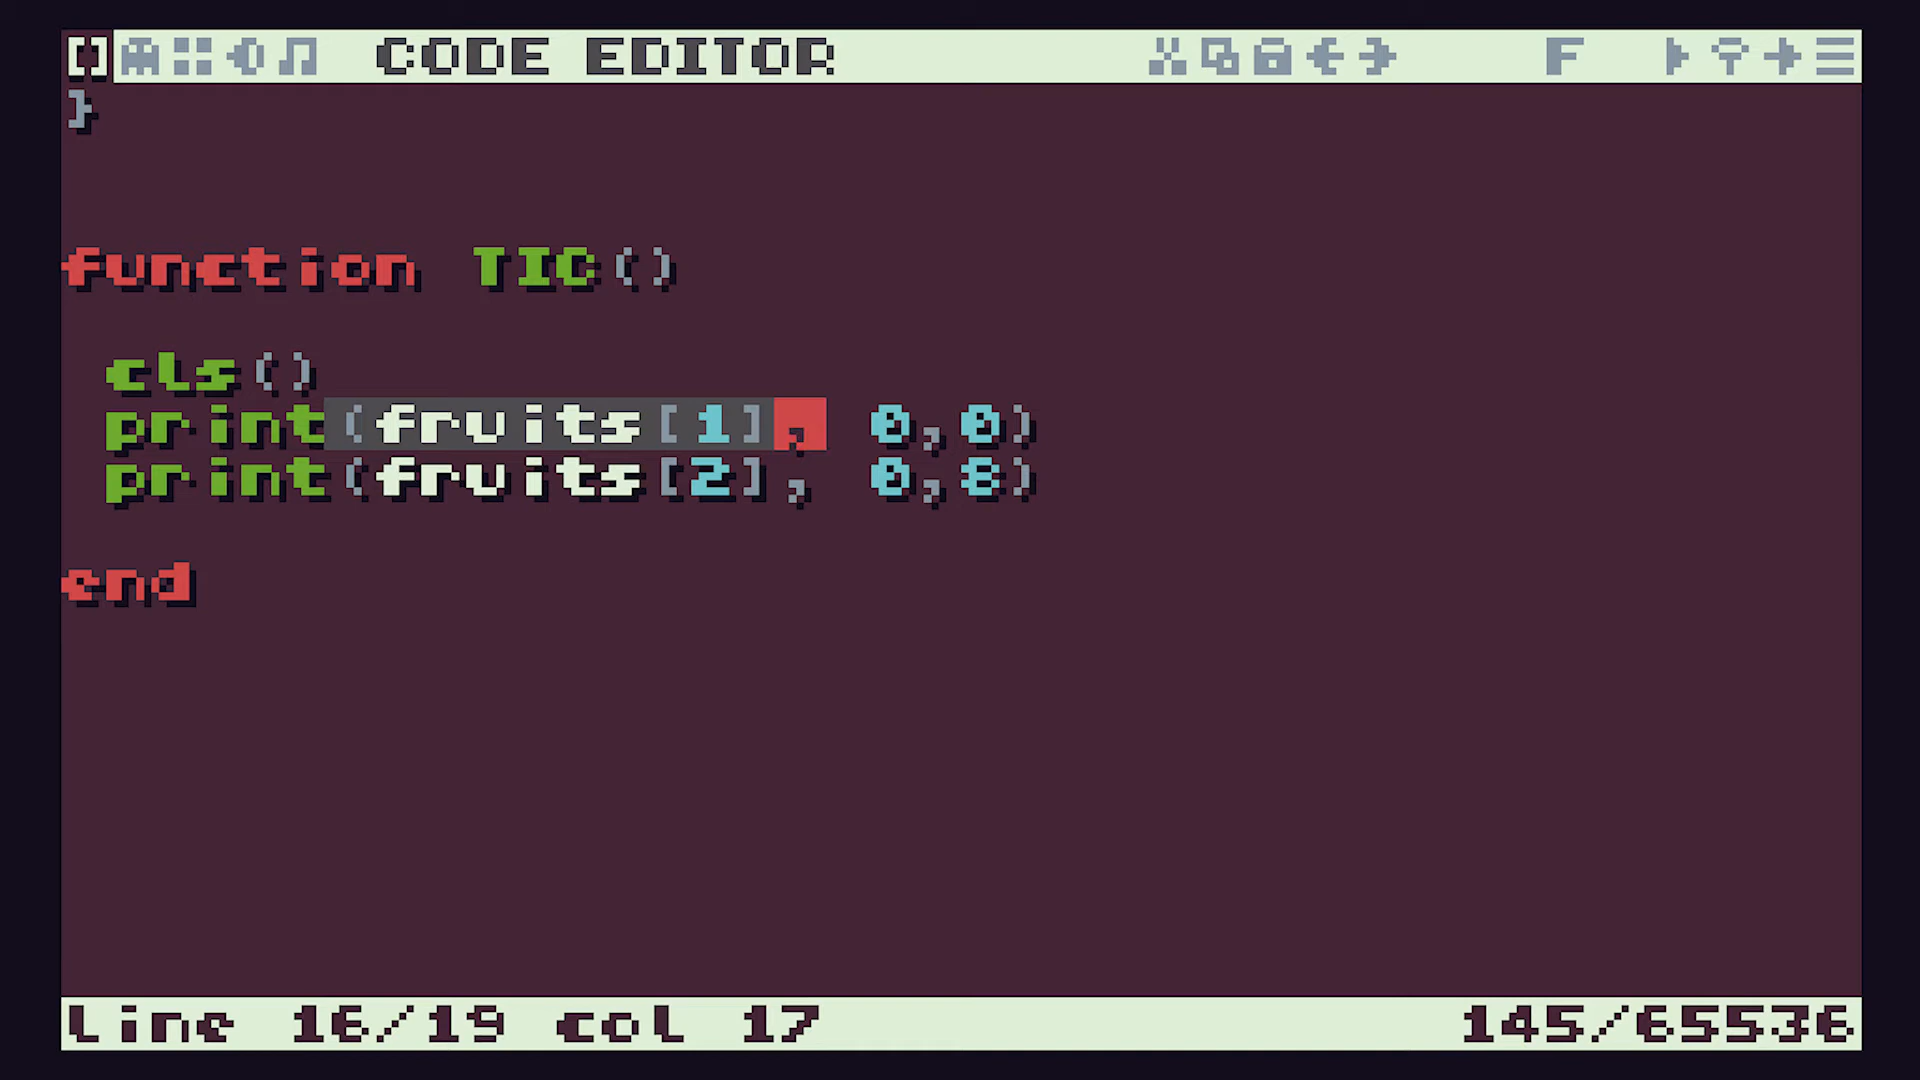 CODE EDITOR F
}
function TIC()
cls()
print(fruits[1], 0,0)
print(fruits[2], 0,8)
end
Line 16/19 col 17 145/65536